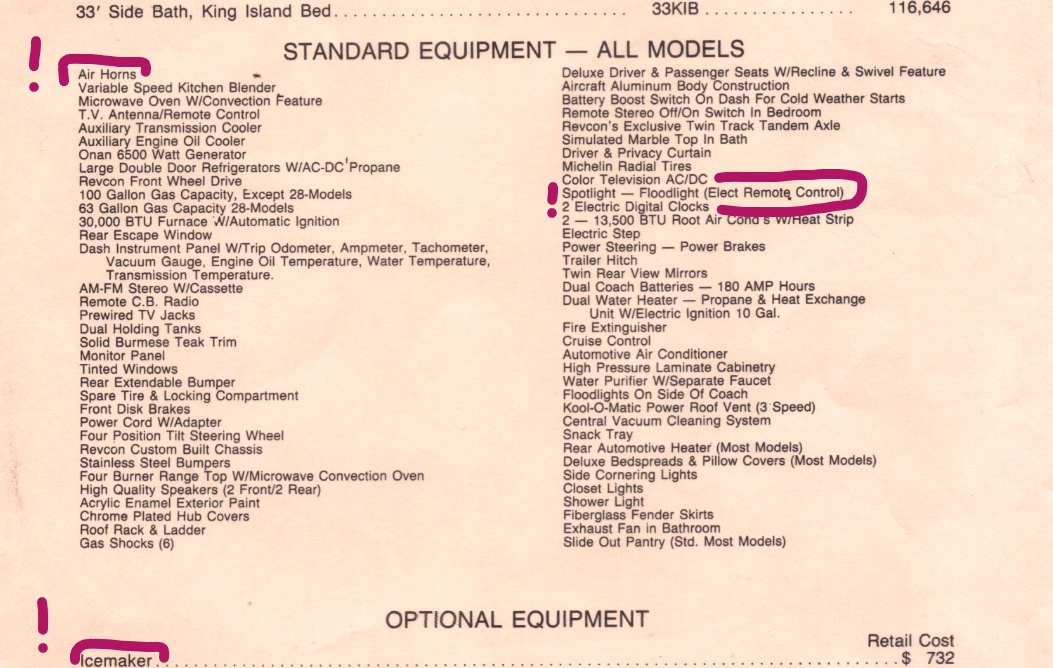 33' Side Bath, King Island Bed.......................................... 33KIB .................. 116,646
STANDARD EQUIPMENT — ALL MODELS
Air Horns
Variable Speed Kitchen Blender
Microwave Oven W/Convection Feature
T.V. Antenna/Remote Control
Auxiliary Transmission Cooler
Auxiliary Engine Oil Cooler
Onan 6500 Watt Generator
Large Double Door Refrigerators W/AC-DC Propane
Revcon Front Wheel Drive
100 Gallon Gas Capacity, Except 28-Models
63 Gallon Gas Capacity 28-Models
30,000 BTU Furnace W/Automatic Ignition
Rear Escape Window
Dash Instrument Panel W/Trip Odometer, Ampmeter, Tachometer,
Vacuum Gauge, Engine Oil Temperature, Water Temperature,
Transmission Temperature.
AM-FM Stereo W/Cassette
Remote C.B. Radio
Prewired TV Jacks
Dual Holding Tanks
Solid Burmese Teak Trim
Monitor Panel
Tinted Windows
Rear Extendable Bumper
Spare Tire & Locking Compartment
Front Disk Brakes
Power Cord W/Adapter
Four Position Tilt Steering Wheel
Revcon Custom Built Chassis
Stainless Steel Bumpers
Four Burner Range Top W/Microwave Convection Oven
High Quality Speakers (2 Front/2 Rear)
Acrylic Enamel Exterior Paint
Chrome Plated Hub Covers
Roof Rack & Ladder
Gas Shocks (6)
Deluxe Driver & Passenger Seats W/Recline & Swivel Feature
Aircraft Aluminum Body Construction
Battery Boost Switch On Dash For Cold Weather Starts
Remote Stereo Off/On Switch In Bedroom
Revcon's Exclusive Twin Track Tandem Axle
Simulated Marble Top In Bath
Driver & Privacy Curtain
Michelin Radial Tires
Color Television AC/DC
Spotlight — Floodlight (Elect Remote Control)
2 Electric Digital Clocks
2 — 13,500 BTU Root Air Cond's W/Heat Strip
Electric Step
Power Steering — Power Brakes
Trailer Hitch
Twin Rear View Mirrors
Dual Coach Batteries — 180 AMP Hours
Dual Water Heater — Propane & Heat Exchange
Unit W/Electric Ignition 10 Gal.
Fire Extinguisher
Cruise Control
Automotive Air Conditioner
High Pressure Laminate Cabinetry
Water Purifier W/Separate Faucet
Floodlights On Side Of Coach
Kool-O-Matic Power Roof Vent (3 Speed)
Central Vacuum Cleaning System
Snack Tray
Rear Automotive Heater (Most Models)
Deluxe Bedspreads & Pillow Covers (Most Models)
Side Cornering Lights
Closet Lights
Shower Light
Fiberglass Fender Skirts
Exhaust Fan in Bathroom
Slide Out Pantry (Std. Most Models)
OPTIONAL EQUIPMENT
Retail Cost
Icemaker.......................................... $ 732
!
!
!